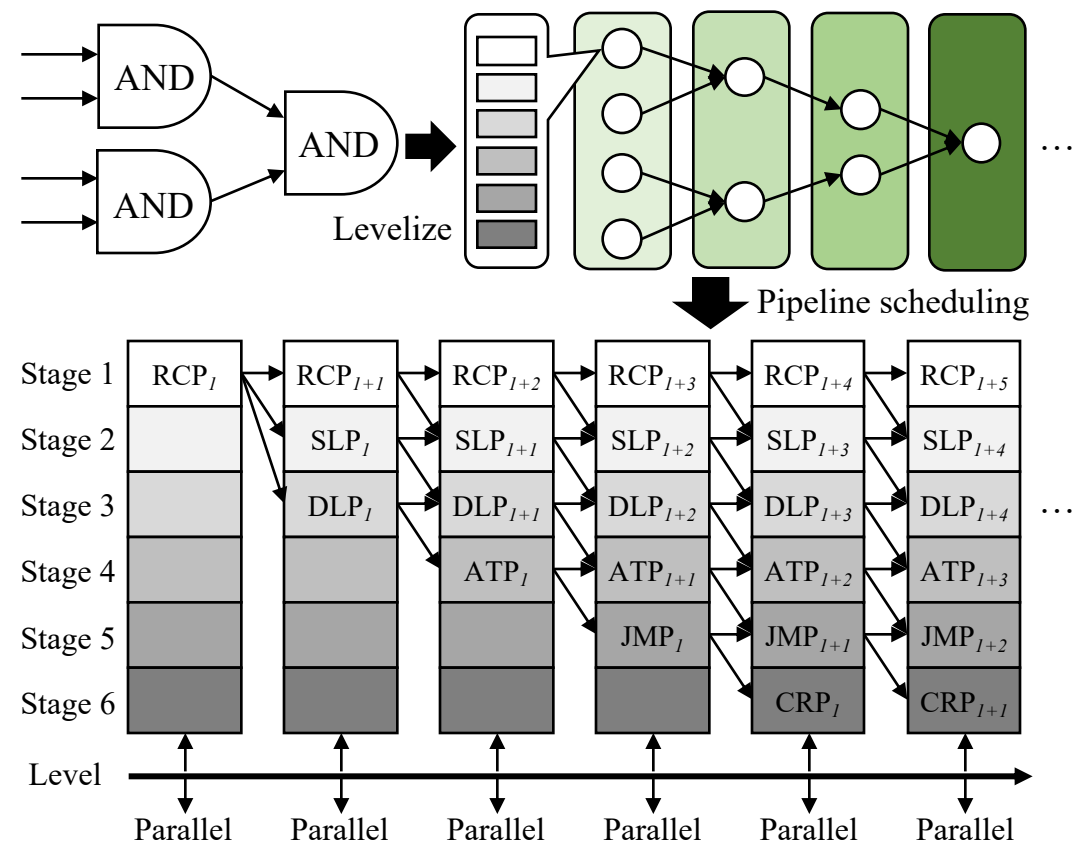 AND
AND
AND
Levelize
…
Pipeline scheduling
Stage 1 RCP1 RCP1+1 RCP1+2 RCP1+3 RCP1+4 RCP1+5
Stage 2 SLP1 SLP1+1 SLP1+2 SLP1+3 SLP1+4
Stage 3 DLP1 DLP1+1 DLP1+2 DLP1+3 DLP1+4 …
Stage 4 ATP1 ATP1+1 ATP1+2 ATP1+3
Stage 5 JMP1 JMP1+1 JMP1+2
Stage 6 CRP1 CRP1+1
Level
Parallel Parallel Parallel Parallel Parallel Parallel